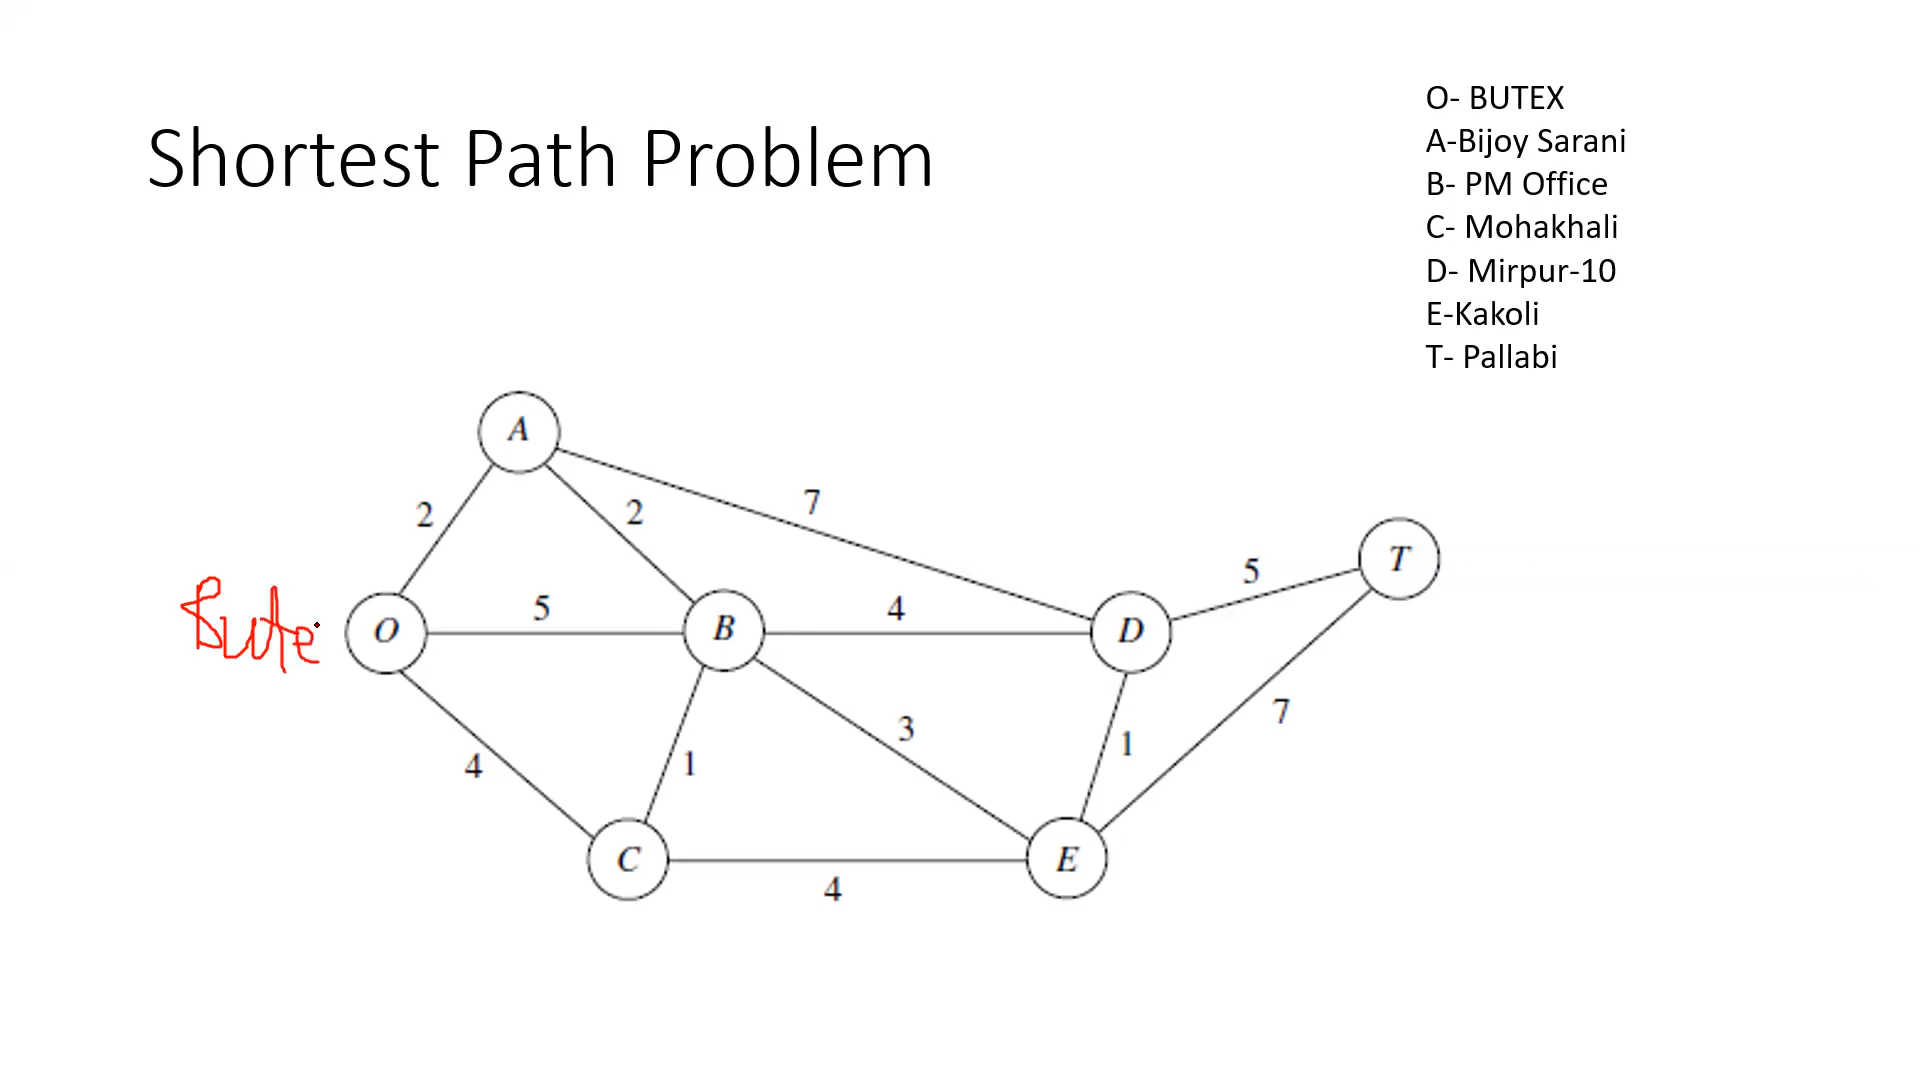 Shortest Path Problem
O- BUTEX
A-Bijoy Sarani
B- PM Office
C- Mohakhali
D- Mirpur-10
E-Kakoli
T- Pallabi
A
7
2
2
T
5
Bute
O
5
B
4
D
7
3
1
4
1
C
E
4